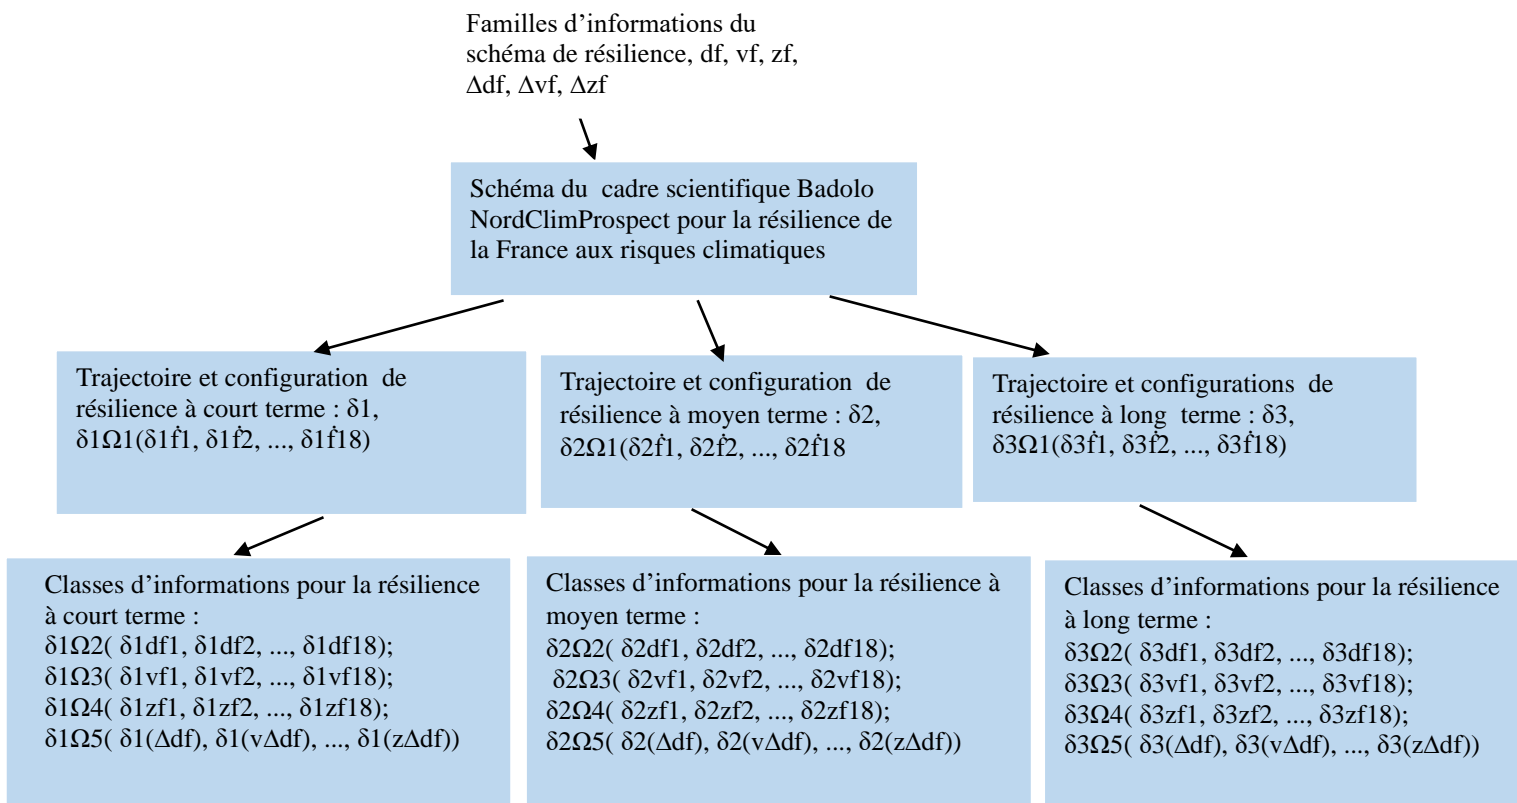 Familles d’informations du
schéma de résilience, df, vf, zf,
Δdf, Δvf, Δzf
Schéma du cadre scientifique Badolo
NordClimProspect pour la résilience de
la France aux risques climatiques
Trajectoire et configuration de
résilience à court terme : δ1,
δ1Ω1(δ1ḟ1, δ1ḟ2, ..., δ1ḟ18)
Trajectoire et configuration de
résilience à moyen terme : δ2,
δ2Ω1(δ2ḟ1, δ2ḟ2, ..., δ2ḟ18
Trajectoire et configurations de
résilience à long terme : δ3,
δ3Ω1(δ3ḟ1, δ3ḟ2, ..., δ3ḟ18)
Classes d’informations pour la résilience
à court terme :
δ1Ω2( δ1df1, δ1df2, ..., δ1df18);
δ1Ω3( δ1vf1, δ1vf2, ..., δ1vf18);
δ1Ω4( δ1zf1, δ1zf2, ..., δ1zf18);
δ1Ω5( δ1(Δdf), δ1(vΔdf), ..., δ1(zΔdf))
Classes d’informations pour la résilience à
moyen terme :
δ2Ω2( δ2df1, δ2df2, ..., δ2df18);
δ2Ω3( δ2vf1, δ2vf2, ..., δ2vf18);
δ2Ω4( δ2zf1, δ2zf2, ..., δ2zf18);
δ2Ω5( δ2(Δdf), δ2(vΔdf), ..., δ2(zΔdf))
Classes d’informations pour la résilience
à long terme :
δ3Ω2( δ3df1, δ3df2, ..., δ3df18);
δ3Ω3( δ3vf1, δ3vf2, ..., δ3vf18);
δ3Ω4( δ3zf1, δ3zf2, ..., δ3zf18);
δ3Ω5( δ3(Δdf), δ3(vΔdf), ..., δ3(zΔdf))